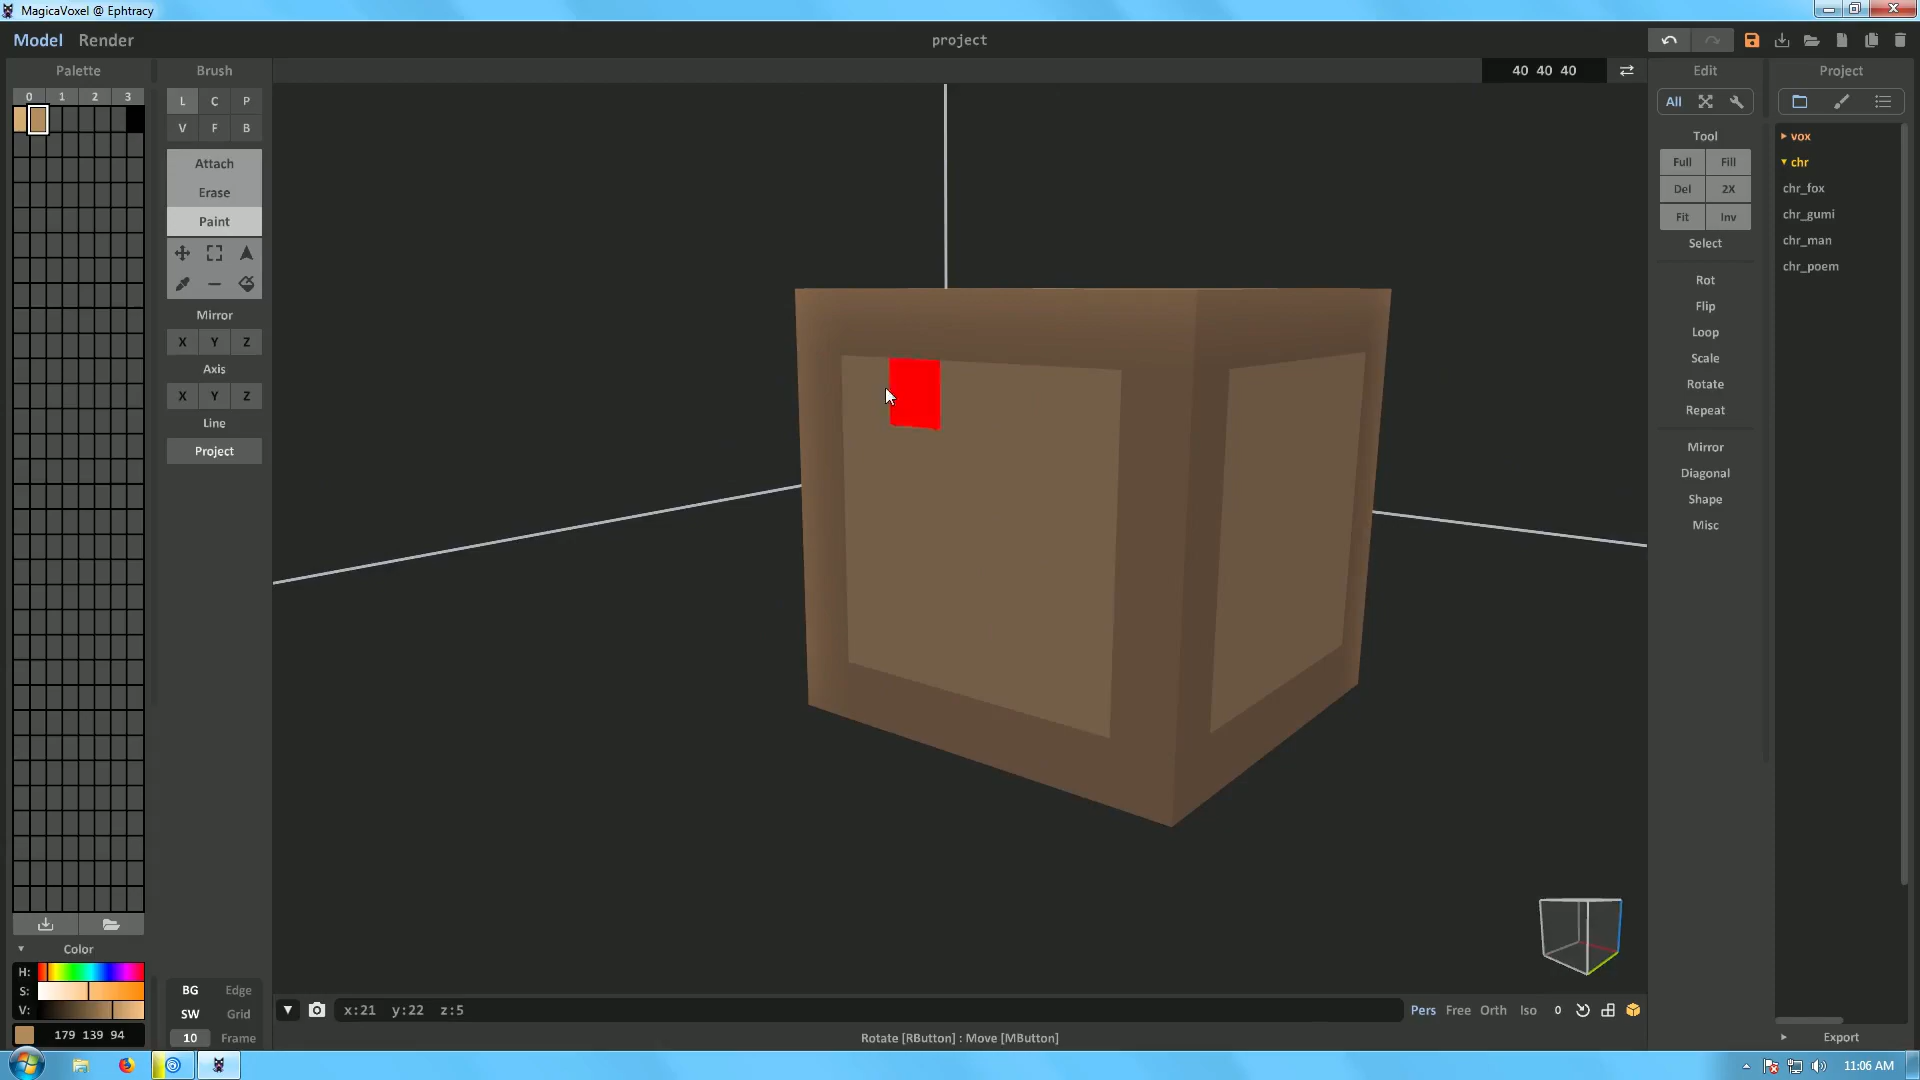 MagicaVoxel @ Ephtracy
Model Render
project
Palette
Brush
40 40 40
Edit
Project
0 1 2 3
L C P
V F B
All
Attach
Erase
Paint
Tool
Full Fill
Del 2X
Fit Inv
Select
vox
chr
chr_fox
chr_gumi
chr_man
chr_poem
Mirror
X Y Z
Axis
X Y Z
Line
Project
Rot
Flip
Loop
Scale
Rotate
Repeat
Mirror
Diagonal
Shape
Misc
Color
H:
S:
V:
179 139 94
BG Edge
SW Grid
10 Frame
x:21 y:22 z:5
Pers Free Orth Iso 0
Rotate [RButton] : Move [MButton]
Export
11:06 AM